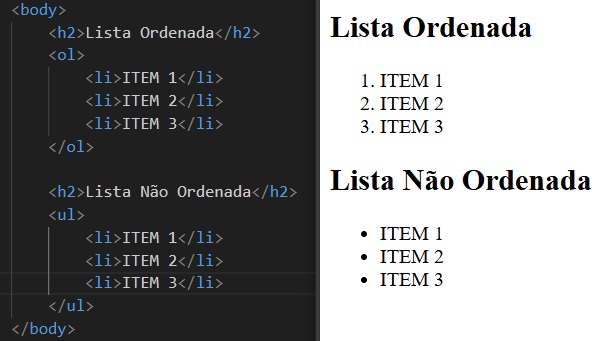 <body>
<h2>Lista Ordenada</h2>
<ol>
<li>ITEM 1</li>
<li>ITEM 2</li>
<li>ITEM 3</li>
</ol>
<h2>Lista Não Ordenada</h2>
<ul>
<li>ITEM 1</li>
<li>ITEM 2</li>
<li>ITEM 3</li>
</ul>
</body>
Lista Ordenada
1. ITEM 1
2. ITEM 2
3. ITEM 3
Lista Não Ordenada
• ITEM 1
• ITEM 2
• ITEM 3